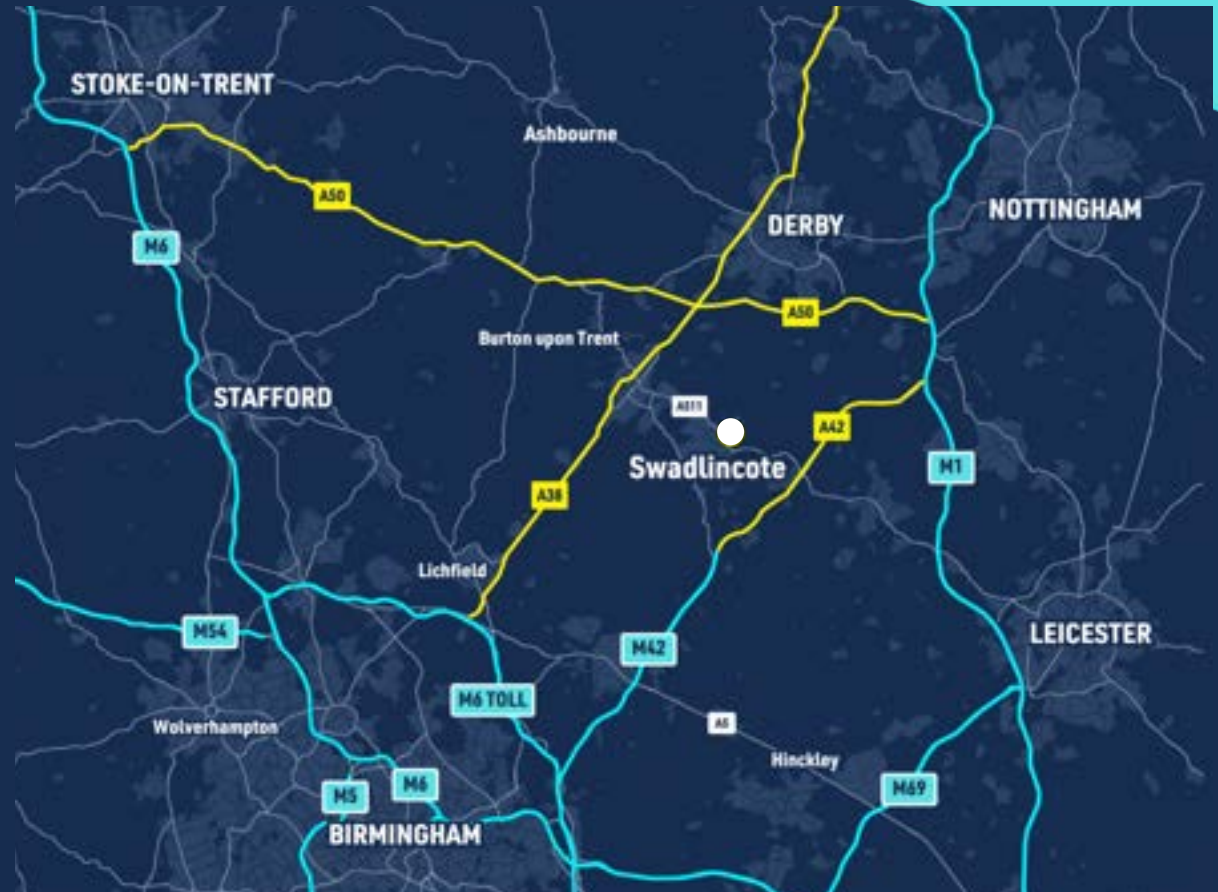 STOKE-ON-TRENT
Ashbourne
A50
NOTTINGHAM
DERBY
M6
A50
Burton upon Trent
STAFFORD
A511
A42
Swadlincote
M1
A38
Lichfield
M54
LEICESTER
M42
M6 TOLL
A5
Wolverhampton
Hinckley
M6
M69
M5
BIRMINGHAM